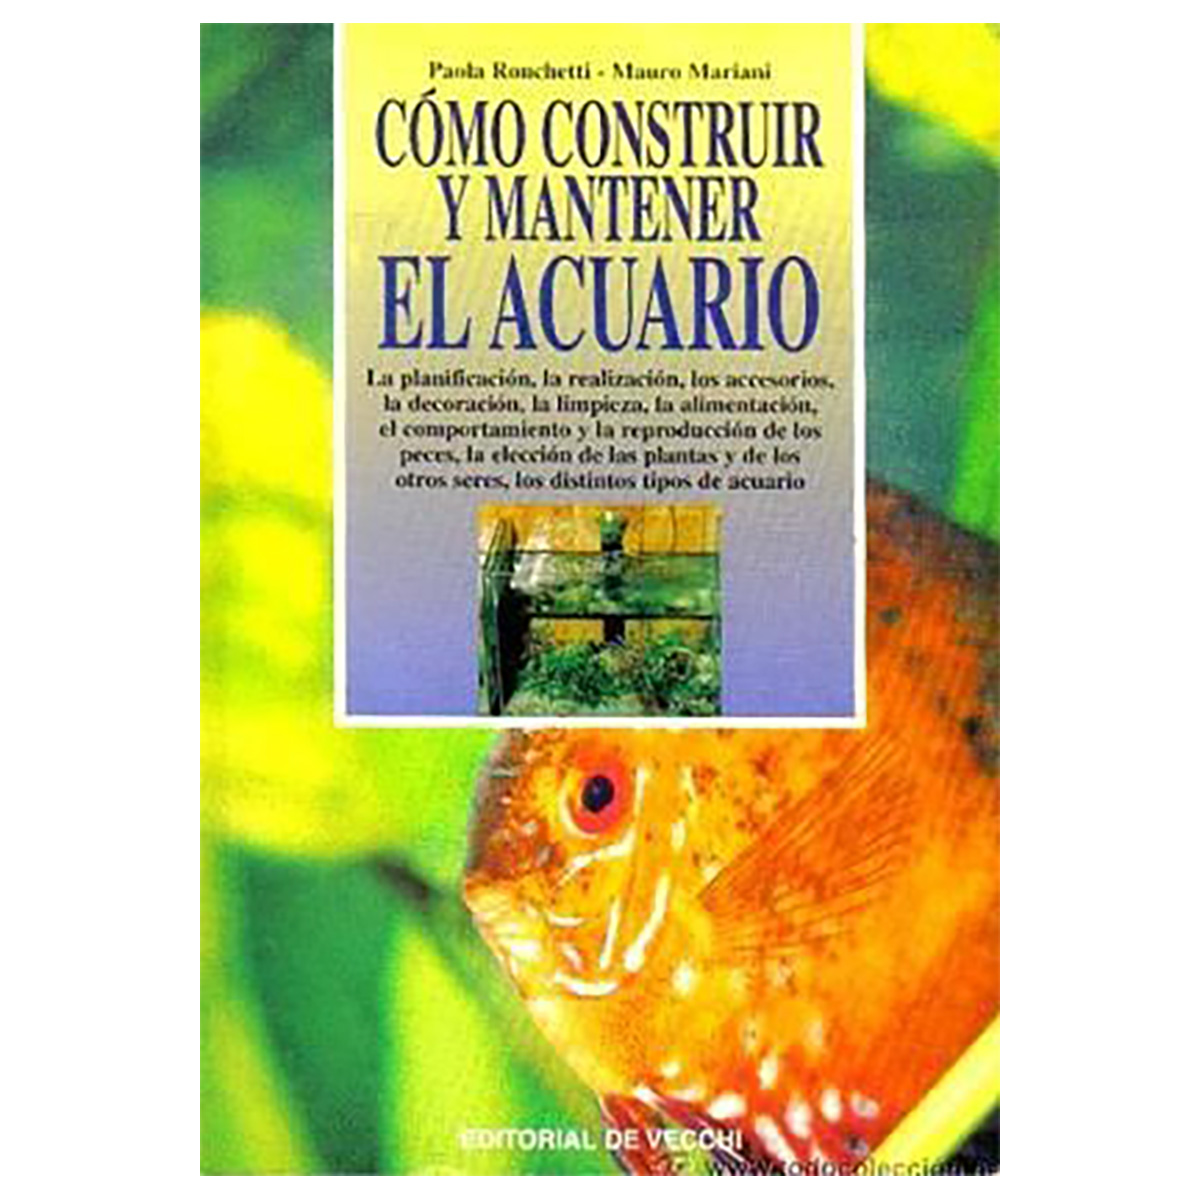 Paola Ronchetti - Mauro Mariani
CÓMO CONSTRUIR
Y MANTENER
EL ACUARIO
La planificación, la realización, los accesorios,
la decoración, la limpieza, la alimentación,
el comportamiento y la reproducción de los
peces, la elección de las plantas y de los
otros seres, los distintos tipos de acuario
EDITORIAL DE VECCHI